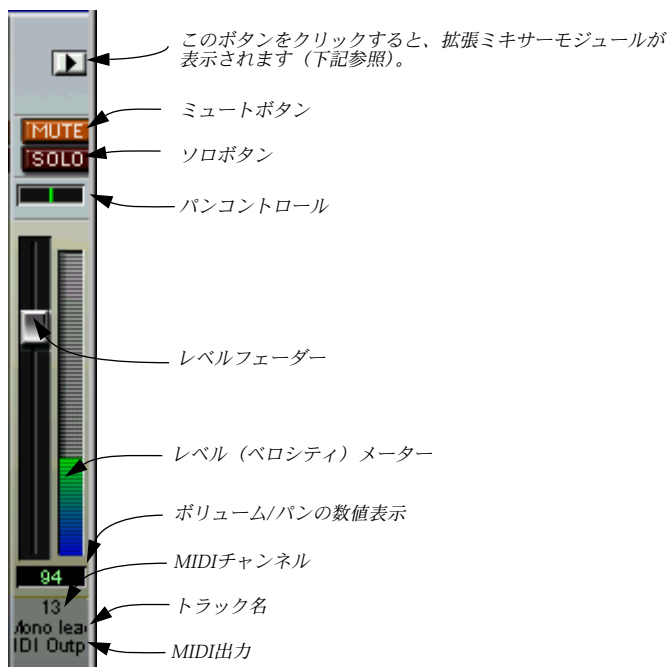 このボタンをクリックすると、拡張ミキサーモジュールが
表示されます（下記参照）。
ミュートボタン
MUTE
SOLO
ソロボタン
パンコントロール
レベルフェーダー
レベル（ベロシティ）メーター
ボリューム/パンの数値表示
94
MIDIチャンネル
13
トラック名
Mono lea
IDI Outp
MIDI出力